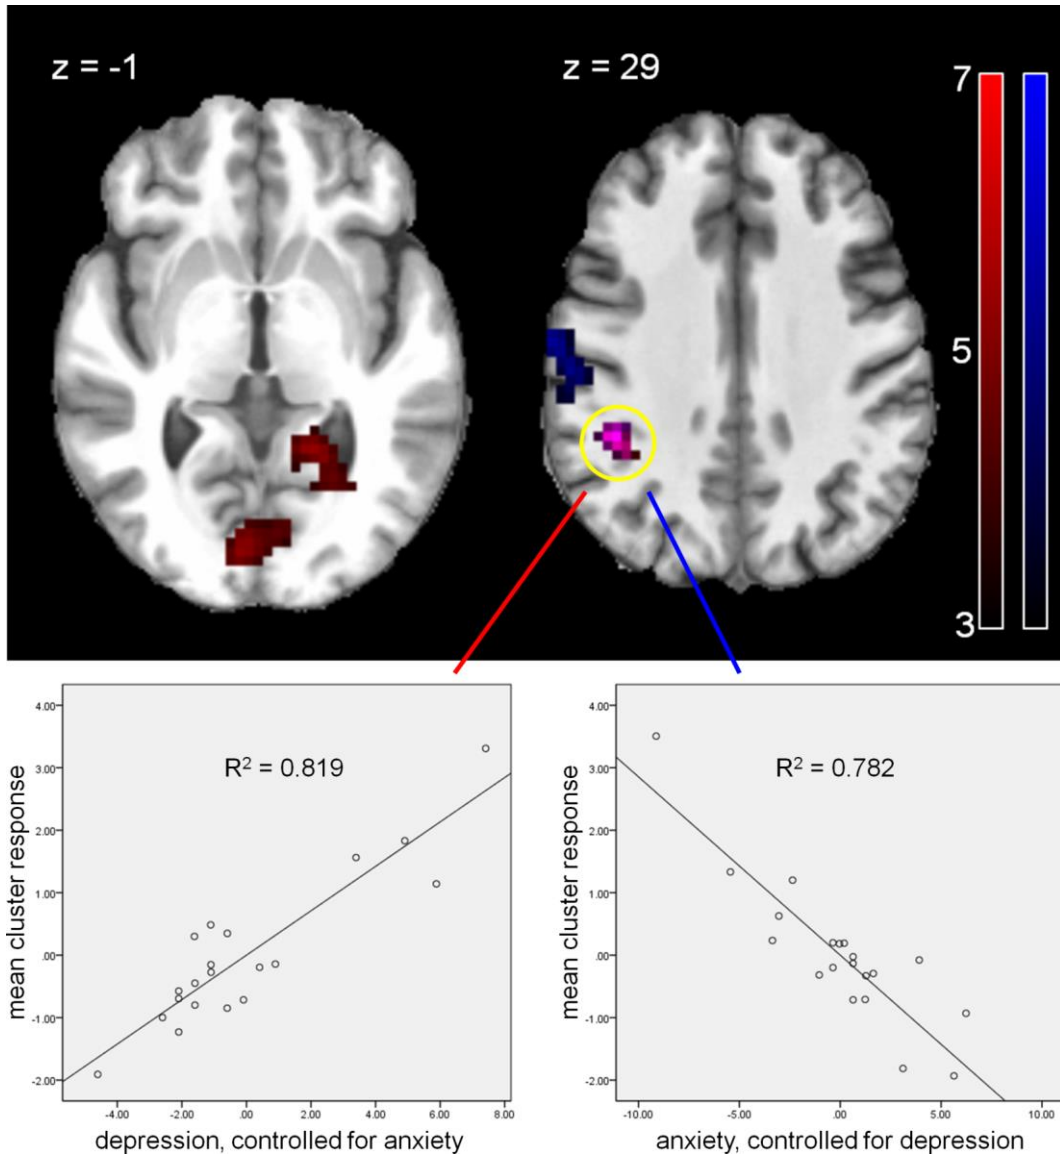 z = -1
z = 29
7
5
3
4.00
3.00
2.00
1.00
.00
-1.00
-2.00
mean cluster response
R² = 0.819
-4.00 -2.00 .00 2.00 4.00 6.00 8.00
depression, controlled for anxiety
4.00
3.00
2.00
1.00
.00
-1.00
-2.00
mean cluster response
R² = 0.782
-10.00 -5.00 .00 5.00 10.00
anxiety, controlled for depression